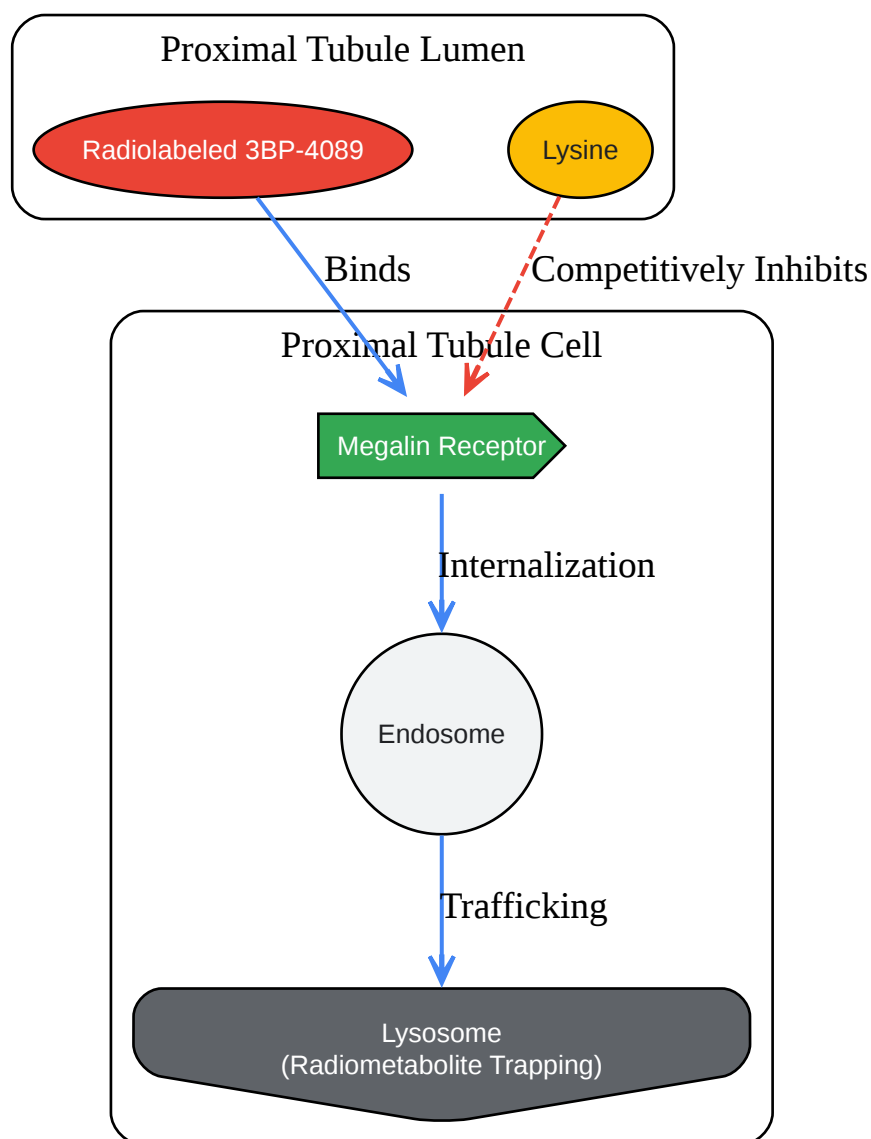 Proximal Tubule Lumen
Radiolabeled 3BP-4089
Lysine
Binds
Competitively Inhibits
Proximal Tubule Cell
Megalin Receptor
Internalization
Endosome
Trafficking
Lysosome
(Radiometabolite Trapping)